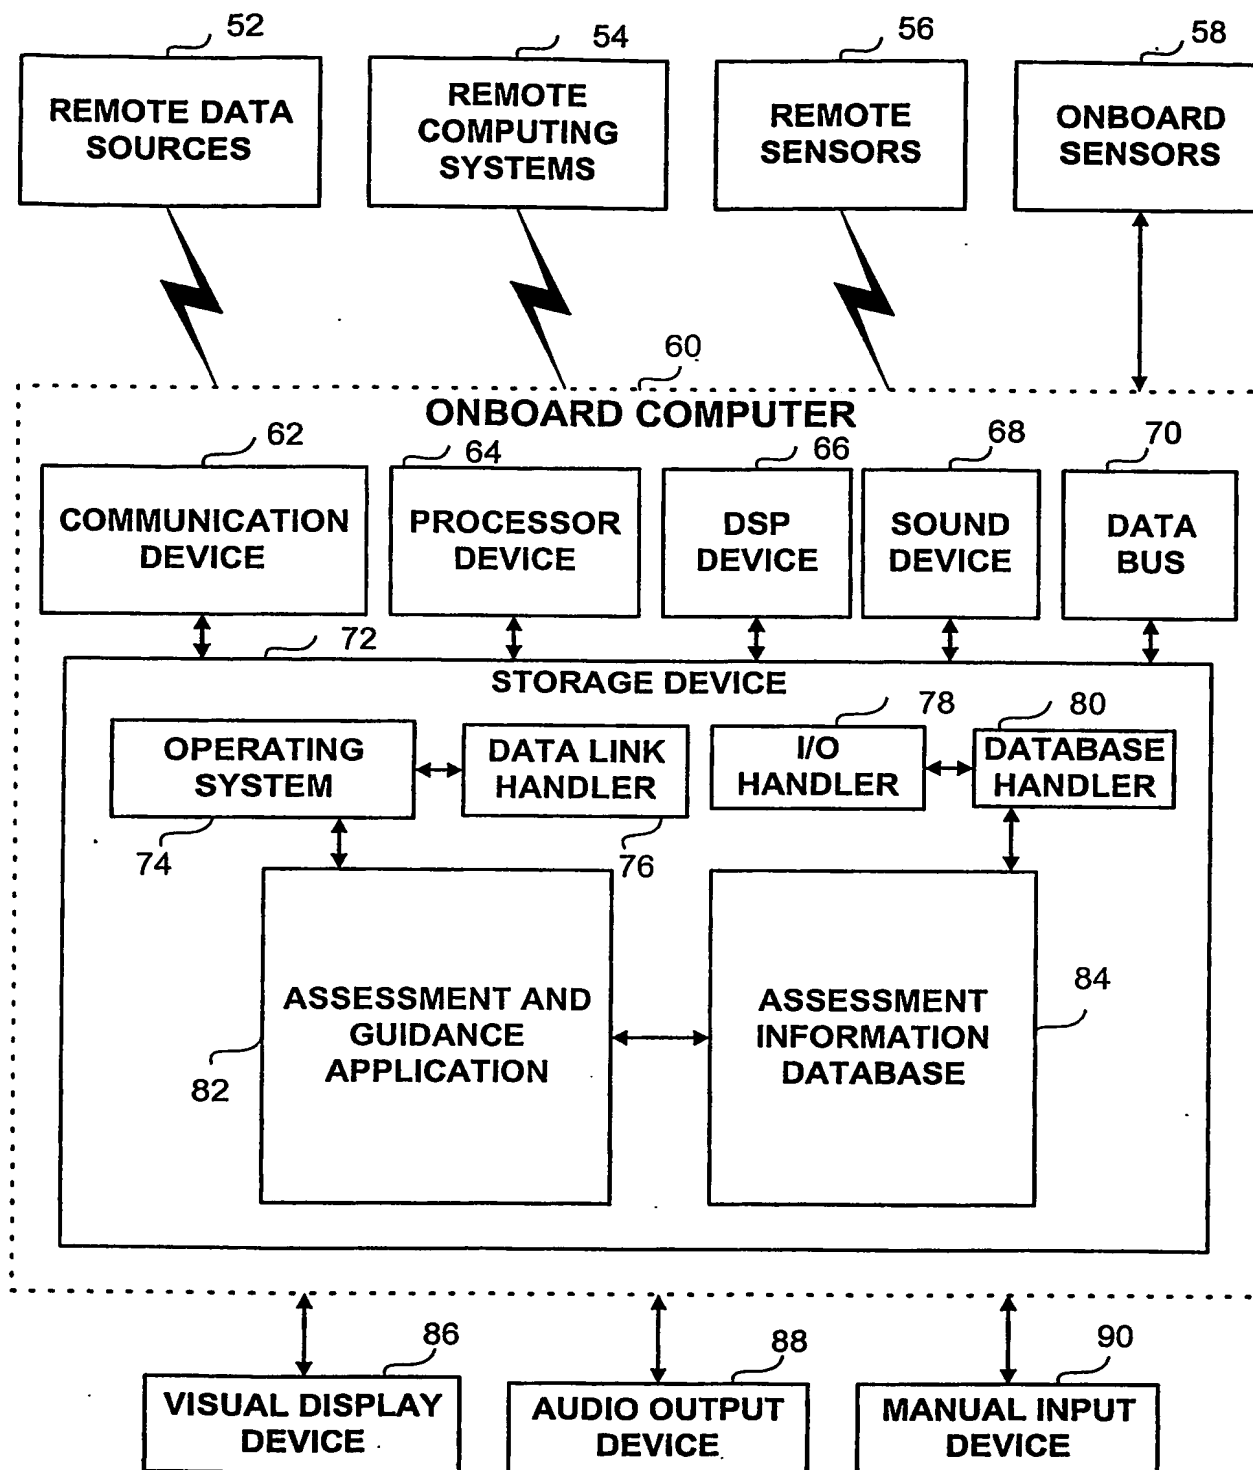 52
54
56
58
REMOTE DATA
SOURCES
REMOTE
COMPUTING
SYSTEMS
REMOTE
SENSORS
ONBOARD
SENSORS
60
ONBOARD COMPUTER
62
64
66
68
70
COMMUNICATION
DEVICE
PROCESSOR
DEVICE
DSP
DEVICE
SOUND
DEVICE
DATA
BUS
72
STORAGE DEVICE
78
80
OPERATING
SYSTEM
DATA LINK
HANDLER
I/O
HANDLER
DATABASE
HANDLER
74
76
ASSESSMENT AND
GUIDANCE
APPLICATION
82
ASSESSMENT
INFORMATION
DATABASE
84
86
88
90
VISUAL DISPLAY
DEVICE
AUDIO OUTPUT
DEVICE
MANUAL INPUT
DEVICE